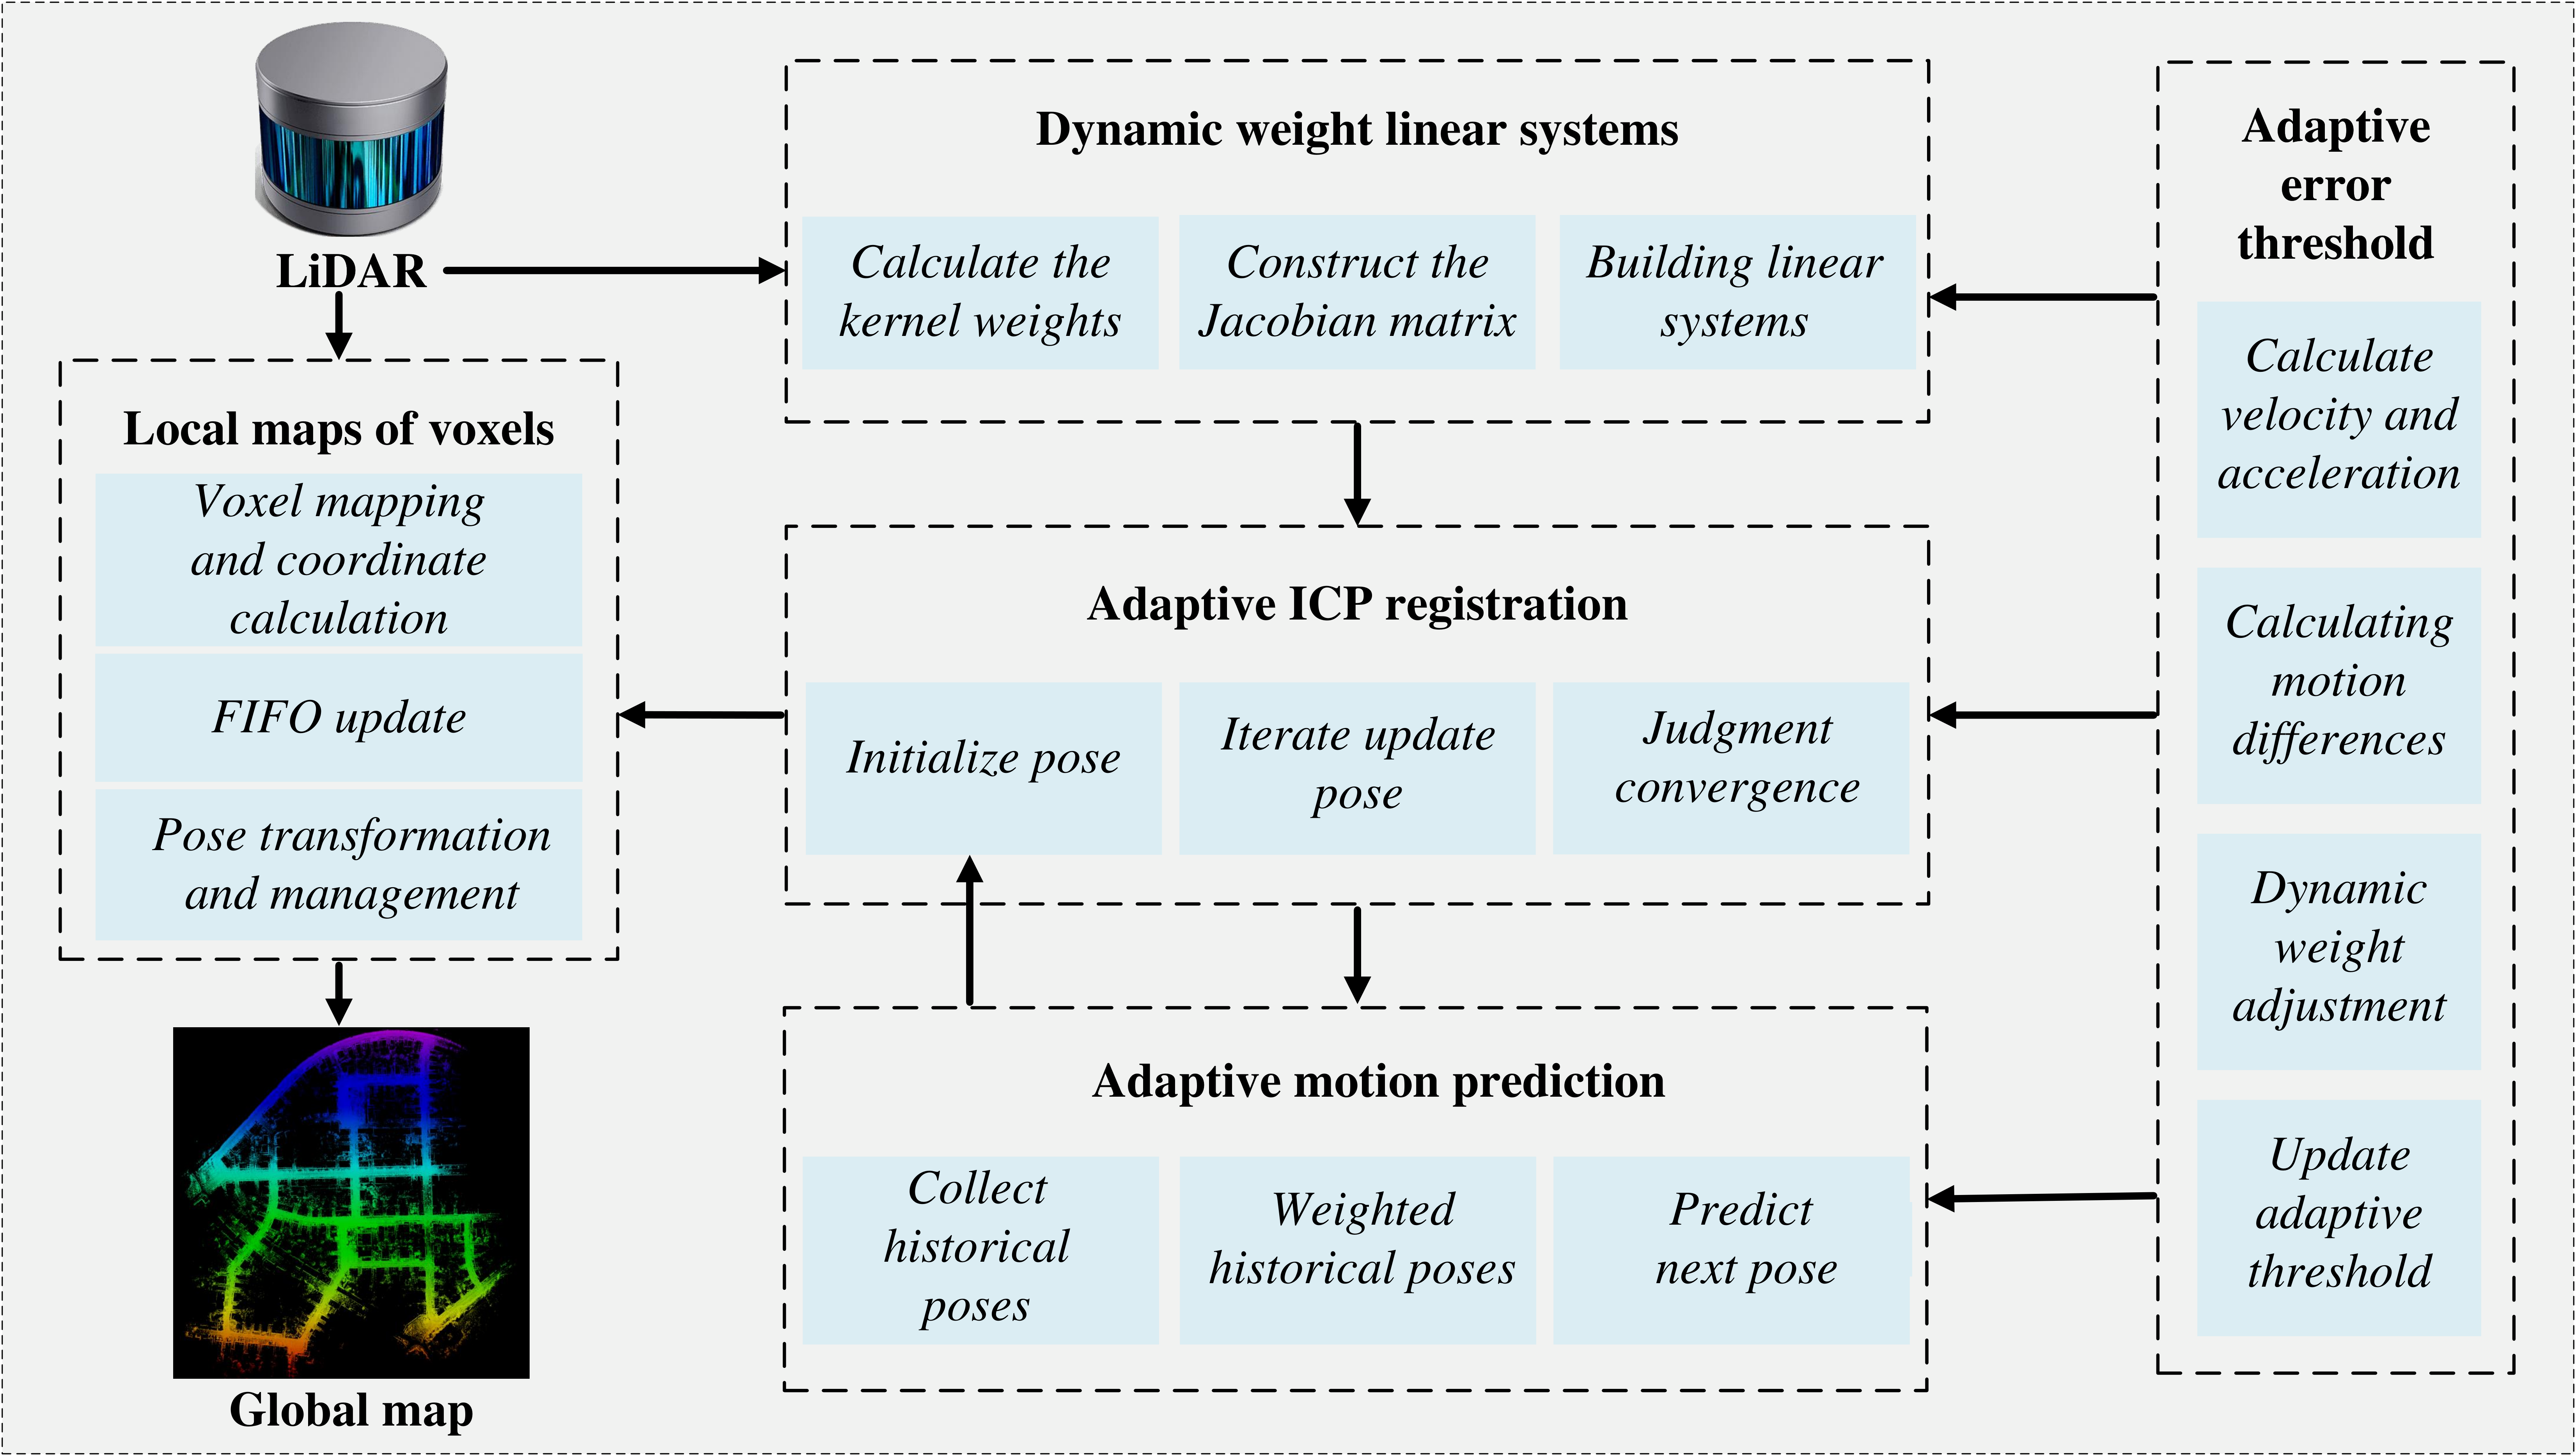 LiDAR
Local maps of voxels
Voxel mapping
and coordinate
calculation
FIFO update
Pose transformation
and management
Global map
Dynamic weight linear systems
Calculate the
kernel weights
Construct the
Jacobian matrix
Building linear
systems
Adaptive ICP registration
Initialize pose
Iterate update
pose
Judgment
convergence
Adaptive motion prediction
Collect
historical
poses
Weighted
historical poses
Predict
next pose
Adaptive
error
threshold
Calculate
velocity and
acceleration
Calculating
motion
differences
Dynamic
weight
adjustment
Update
adaptive
threshold